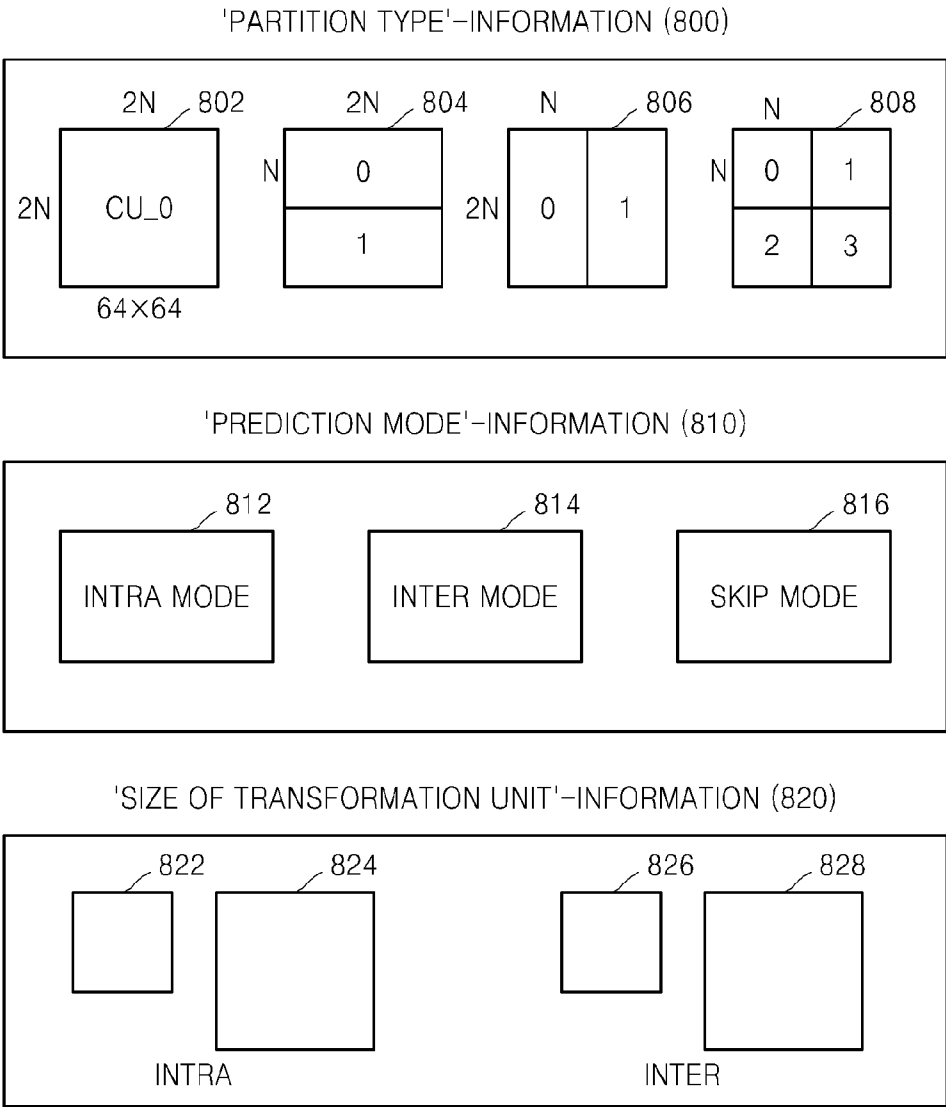 'PARTITION TYPE'-INFORMATION (800)
2N 802 2N 804 N 806 N 808
2N CU_0 N 0 2N 0 1 N 0 1
1 2 3
64×64
'PREDICTION MODE'-INFORMATION (810)
812 814 816
INTRA MODE INTER MODE SKIP MODE
'SIZE OF TRANSFORMATION UNIT'-INFORMATION (820)
822 824 826 828
INTRA INTER